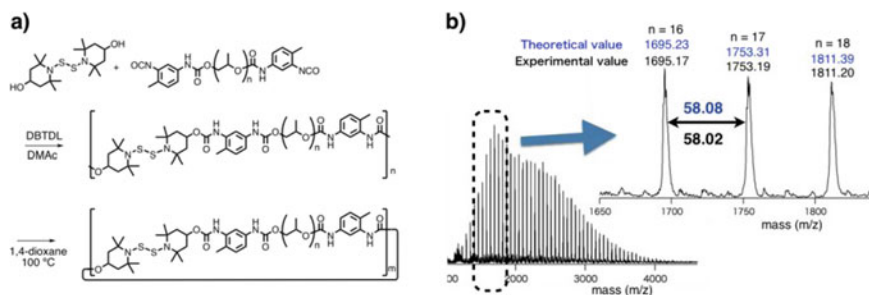 a)
OH
N
S-S
N
HO
+
OCN
H
N
O
O
O
n
O
H
N
NCO
DBTDL
DMAc
O
N-S-S-N
O
O
H
N
H
N
O
O
O
n
O
N
H
N
H
O
n
1,4-dioxane
100 °C
O
N-S-S-N
O
O
H
N
H
N
O
O
O
n
O
N
H
N
H
O
m
b)
n = 16
n = 17
n = 18
Theoretical value
1695.23
1753.31
1811.39
Experimental value
1695.17
1753.19
1811.20
58.08
58.02
1650
1700
1750
1800
mass (m/z)
2000
3000
4000
mass (m/z)